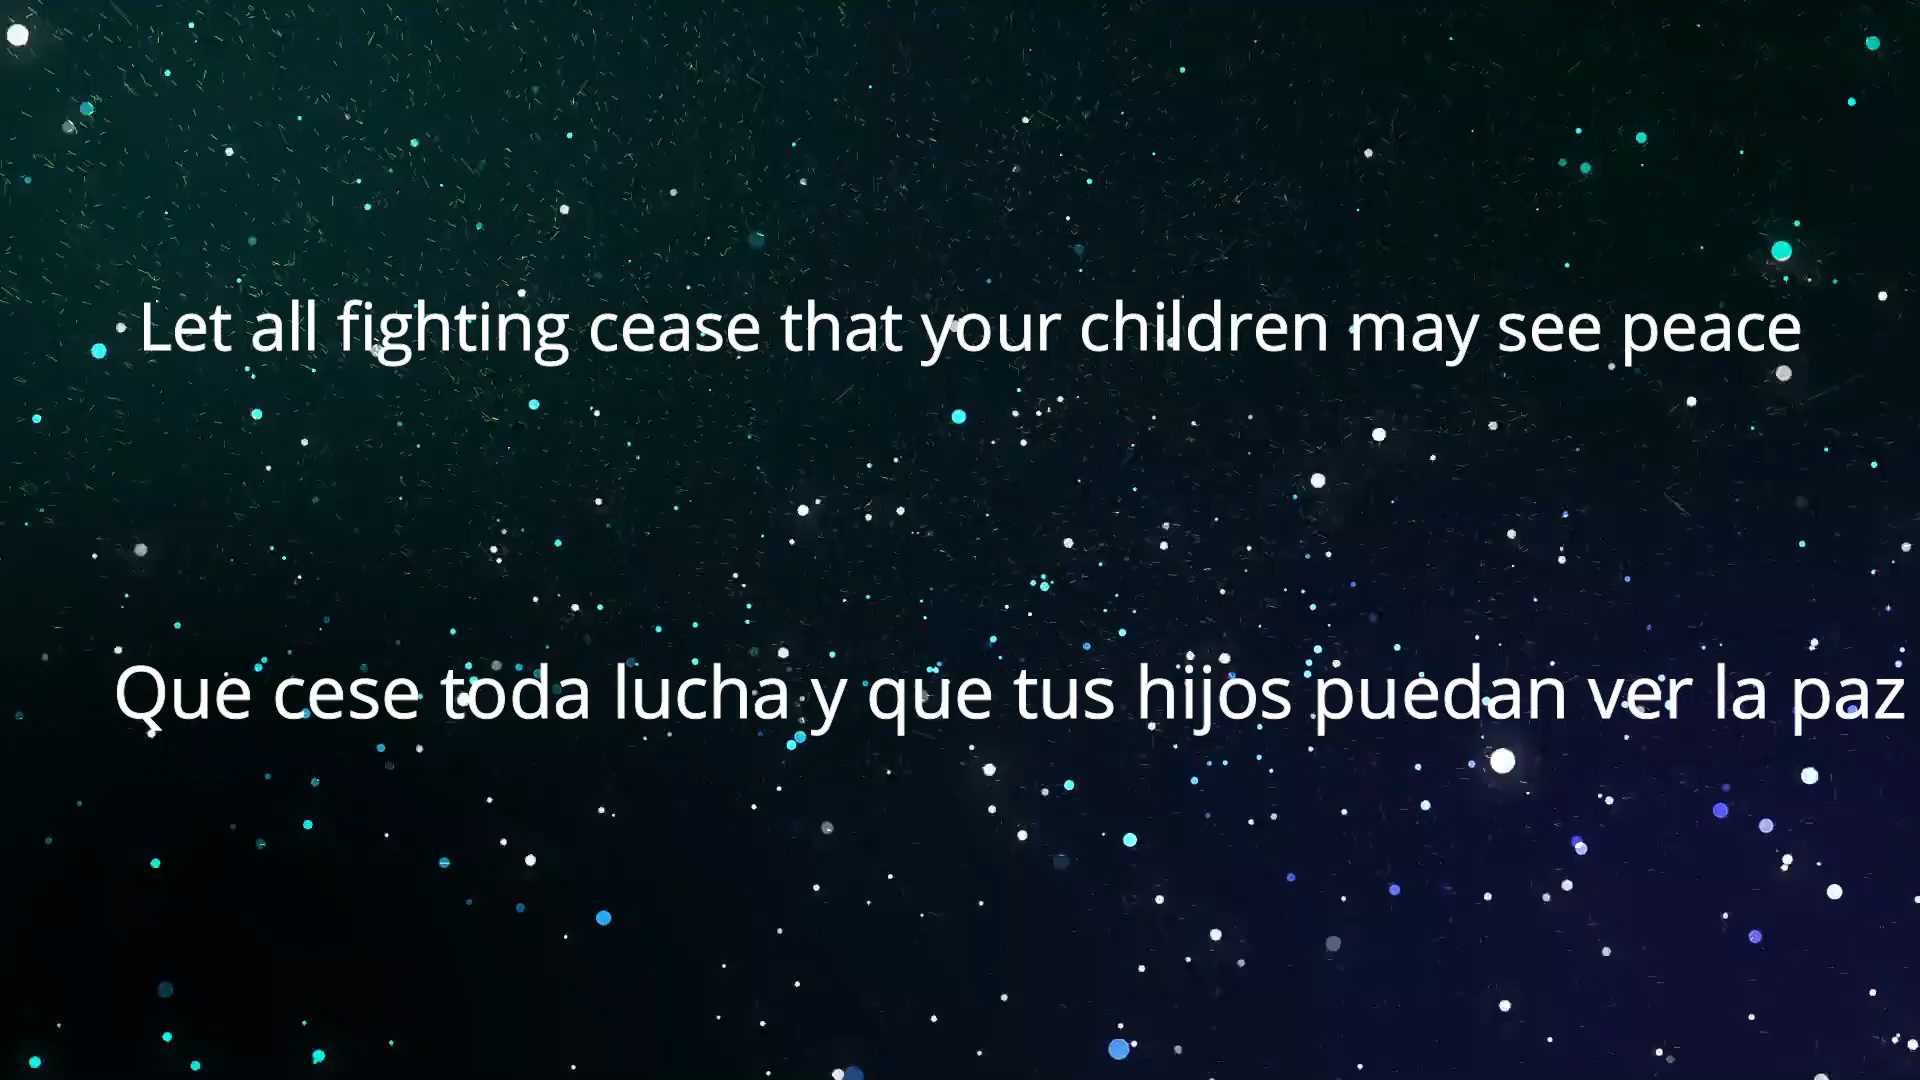 Let all fighting cease that your children may see peace
Que cese toda lucha y que tus hijos puedan ver la paz